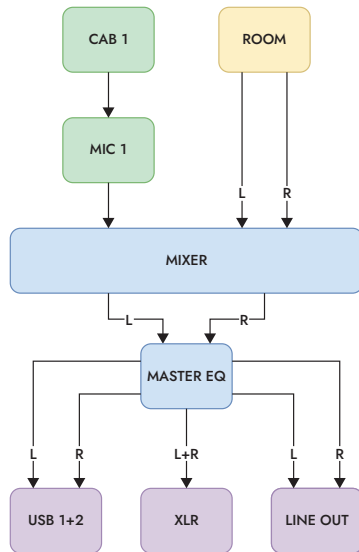 CAB 1
ROOM
MIC 1
L
R
MIXER
L
R
MASTER EQ
L
R
L+R
L
R
USB 1+2
XLR
LINE OUT